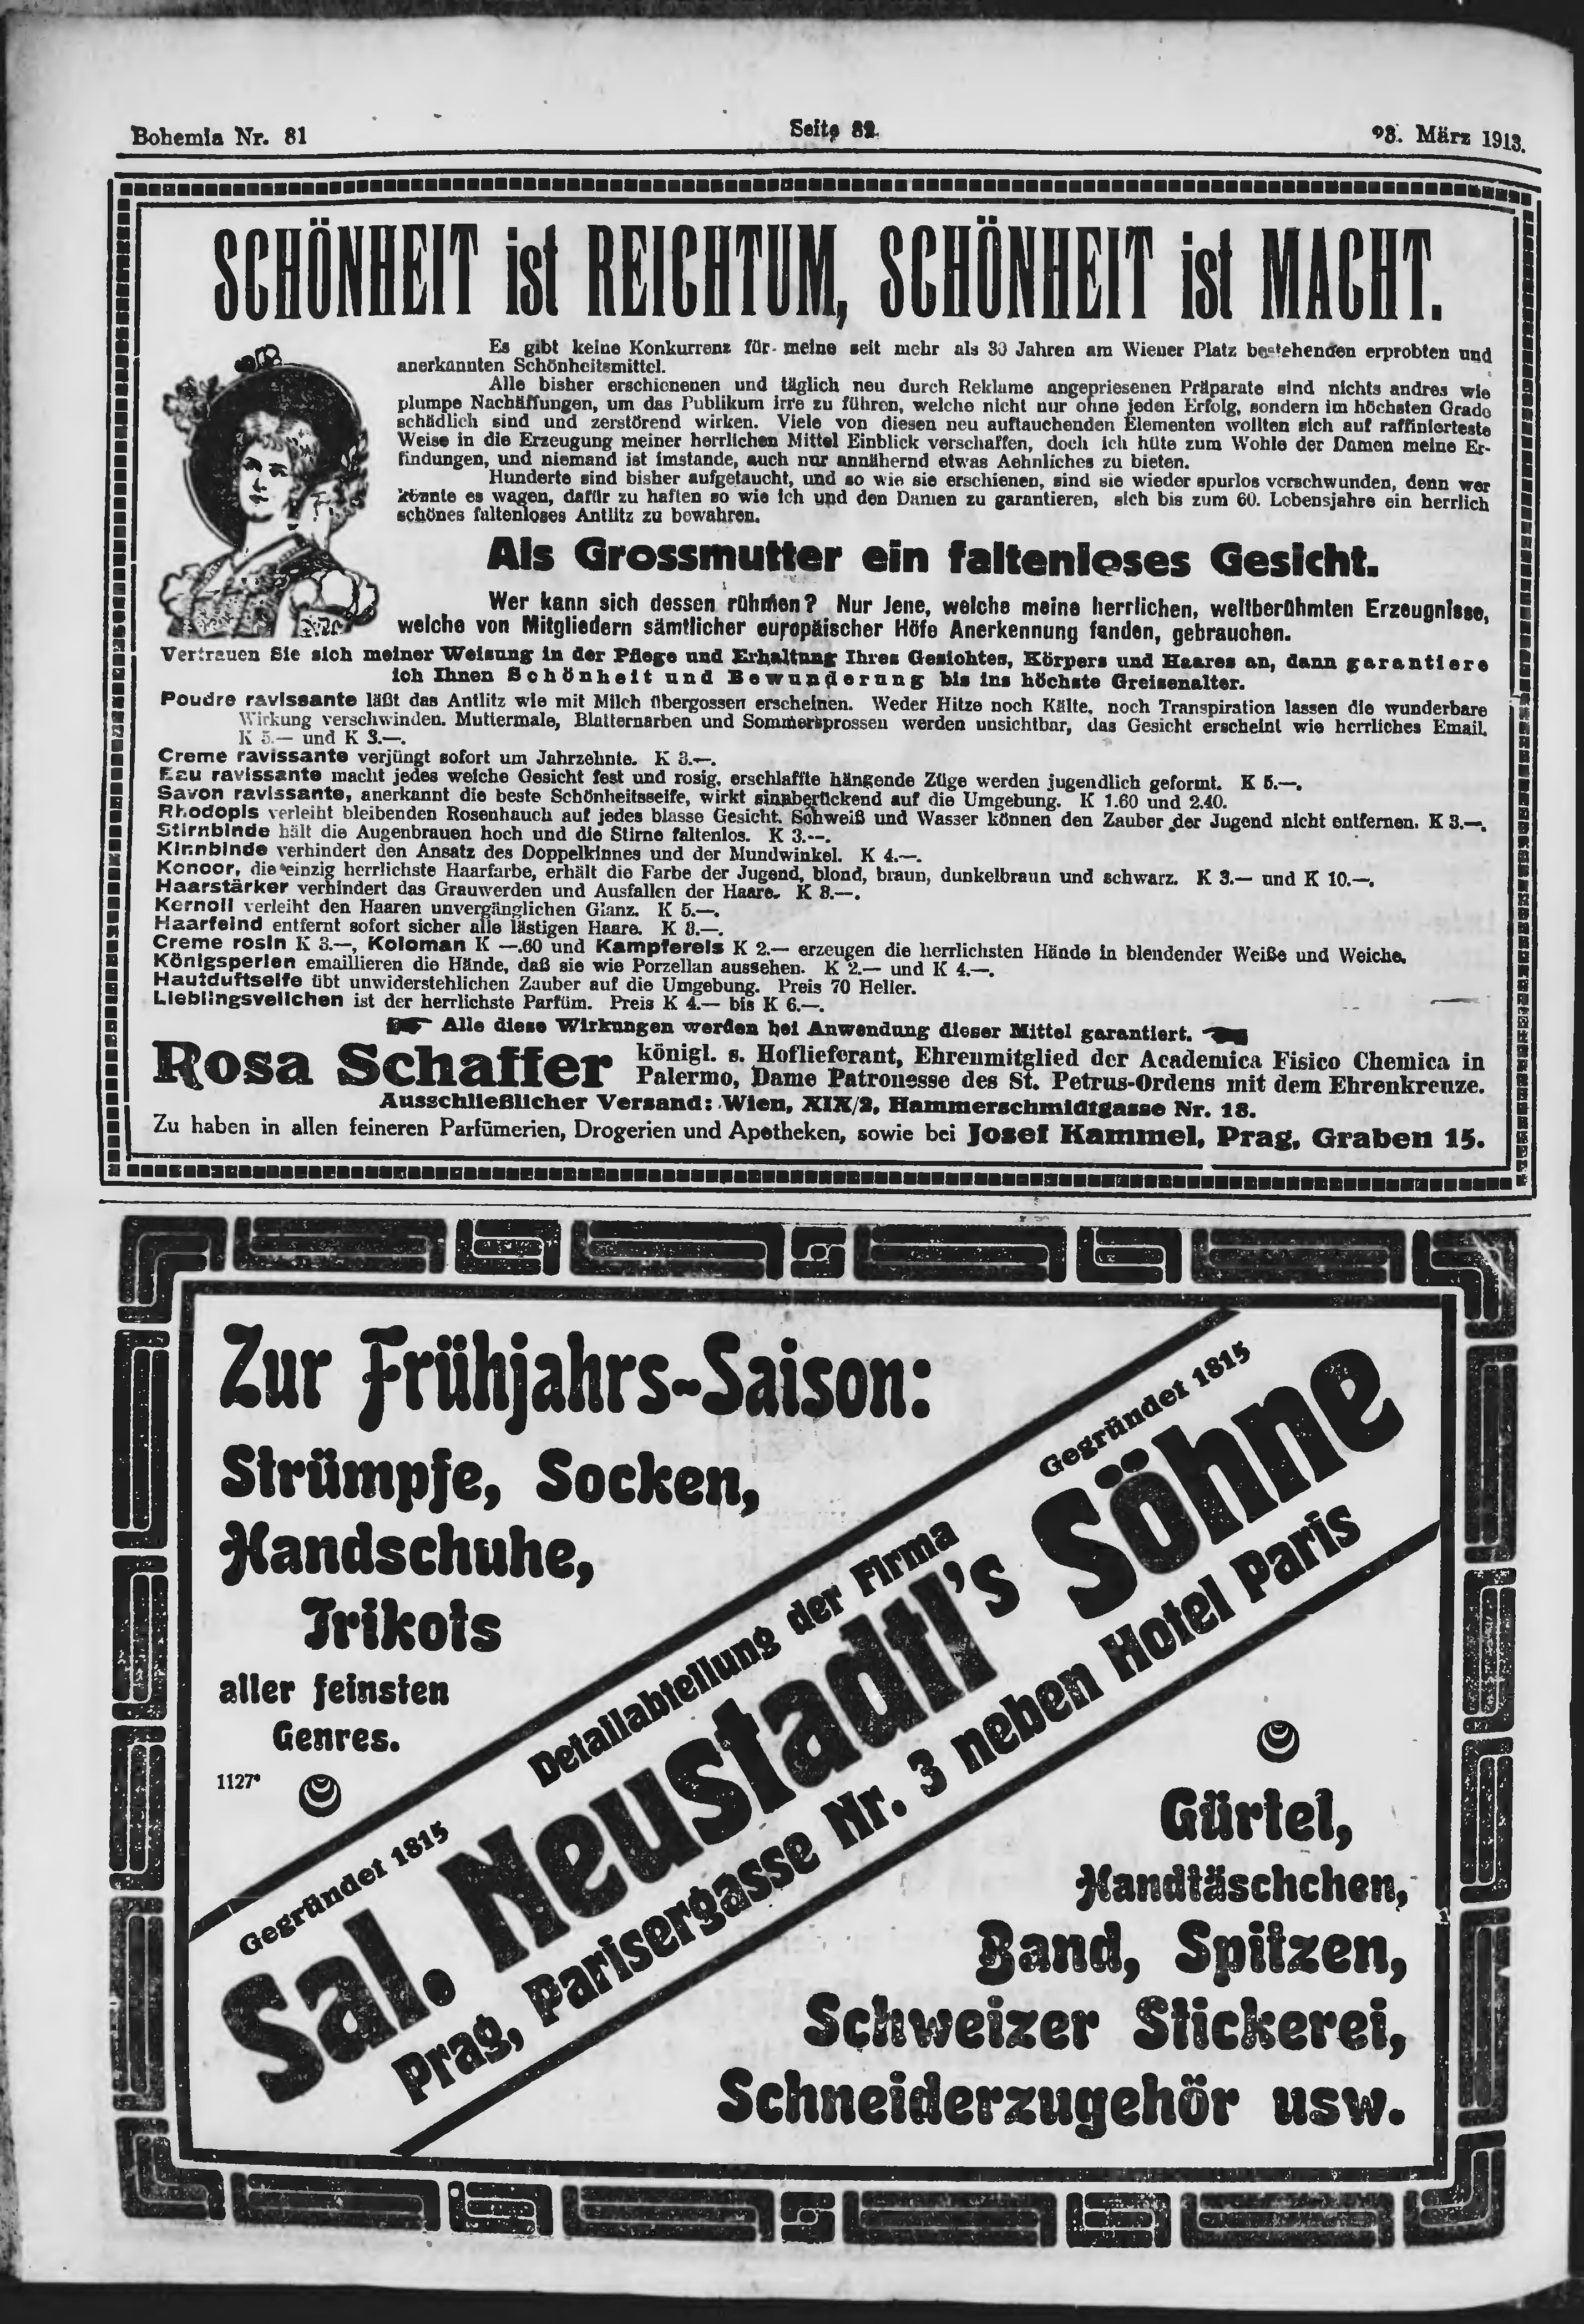 Bohemia Nr. 81
Seite 32.
März 1913.
SCHÖNHEIT ist REICHTUM, SCHÖNHEIT ist MACHT.
Es gibt keine Konkurrenz für meine seit mehr als 30 Jahren am Wiener Platz bestehenden erprobten und
anerkannten Schönheitsmittel.
Alle bisher erschienenen und täglich neu durch Reklame angepriesenen Präparate sind nichts andres wie
plumpe Nachäffungen, um das Publikum irre zu führen, welche nicht nur ohne jeden Erfolg, sondern im höchsten Grade
schädlich sind und zerstörend wirken. Viele von diesen neu auftauchenden Elementen wollten sich auf raffinierteste
Weise in die Erzeugung meiner herrlichen Mittel Einblick verschaffen, doch ich hüte zum Wohle der Damen meine Er-
findungen, und niemand ist imstande, auch nur annähernd etwas Aehnliches zu bieten.
Hunderte sind bisher aufgetaucht, und so wie sie erschienen, sind sie wieder spurlos verschwunden, denn wer
könnte es wagen, dafür zu haften so wie ich und den Damen zu garantieren, sich bis zum 60. Lebensjahre ein herrlich
schönes faltenloses Antlitz zu bewahren.
Als Grossmutter ein faltenloses Gesicht.
Wer kann sich dessen rühmen? Nur Jene, welche meine herrlichen, weltberühmten Erzeugnisse,
welche von Mitgliedern sämtlicher europäischer Höfe Anerkennung fanden, gebrauchen.
Vertrauen Sie sich meiner Weisung in der Pflege und Erhaltung Ihres Gesichtes, Körpers und Haares an, dann garantiere
ich Ihnen Schönheit und Bewunderung bis ins höchste Greisenalter.
Poudre ravissante läßt das Antlitz wie mit Milch übergossen erscheinen. Weder Hitze noch Kälte, noch Transpiration lassen die wunderbare
Wirkung verschwinden. Muttermale, Blatternarben und Sommersprossen werden unsichtbar, das Gesicht erscheint wie herrliches Email.
K 5.— und K 3.—.
Creme ravissante verjüngt sofort um Jahrzehnte. K 3.—.
Eau ravissante macht jedes welche Gesicht fest und rosig, erschlaffte hängende Züge werden jugendlich geformt. K 5.—.
Savon ravissante, anerkannt die beste Schönheitsseife, wirkt sinnberückend auf die Umgebung. K 1.60 und 2.40.
Rhodopis verleiht bleibenden Rosenhauch auf jedes blasse Gesicht. Schweiß und Wasser können den Zauber der Jugend nicht entfernen. K 3.—.
Stirnbinde hält die Augenbrauen hoch und die Stirne faltenlos. K 3.—.
Kinnbinde verhindert den Ansatz des Doppelkinnes und der Mundwinkel. K 4.—.
Konoor, die einzig herrlichste Haarfarbe, erhält die Farbe der Jugend, blond, braun, dunkelbraun und schwarz. K 3.— und K 10.—.
Haarstärker verhindert das Grauwerden und Ausfallen der Haare. K 3.—.
Kernoil verleiht den Haaren unvergänglichen Glanz. K 5.—.
Haarfeind entfernt sofort sicher alle lästigen Haare. K 3.—.
Creme rosin K 3.—, Koloman K —.60 und Kampfereis K 2.— erzeugen die herrlichsten Hände in blendender Weiße und Weiche.
Königsperlen emaillieren die Hände, daß sie wie Porzellan aussehen. K 2.— und K 4.—.
Hautduftseife übt unwiderstehlichen Zauber auf die Umgebung. Preis 70 Heller.
Lieblingsveilchen ist der herrlichste Parfüm. Preis K 4.— bis K 6.—.
Alle diese Wirkungen werden bei Anwendung dieser Mittel garantiert.
Rosa Schaffer königl. s. Hoflieferant, Ehrenmitglied der Academica Fisico Chemica in
Palermo, Dame Patronesse des St. Petrus-Ordens mit dem Ehrenkreuze.
Ausschließlicher Versand: Wien, XIX/2, Hammerschmidtgasse Nr. 18.
Zu haben in allen feineren Parfümerien, Drogerien und Apotheken, sowie bei Josef Kammel, Prag, Graben 15.
Zur Frühjahrs-Saison:
Strümpfe, Socken,
Handschuhe,
Trikots
aller feinsten
Genres.
1127*
Gegründet 1815
Detailabteilung der Firma
Gegründet 1815
Sal. Neustadtl's Söhne
Prag, Parisergasse Nr. 3 neben Hotel Paris
Gürtel,
Handtäschchen,
Band, Spitzen,
Schweizer Stickerei,
Schneiderzugehör usw.